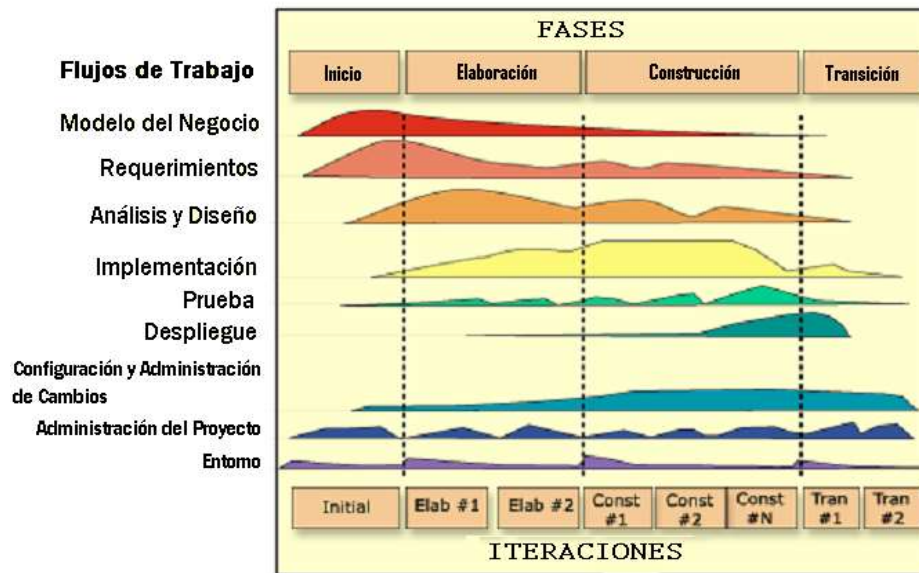 FASES
Flujos de Trabajo
Inicio
Elaboración
Construcción
Transición
Modelo del Negocio
Requerimientos
Análisis y Diseño
Implementación
Prueba
Despliegue
Configuración y Administración
de Cambios
Administración del Proyecto
Entorno
Initial
Elab #1
Elab #2
Const
#1
Const
#2
Const
#N
Tran
#1
Tran
#2
ITERACIONES